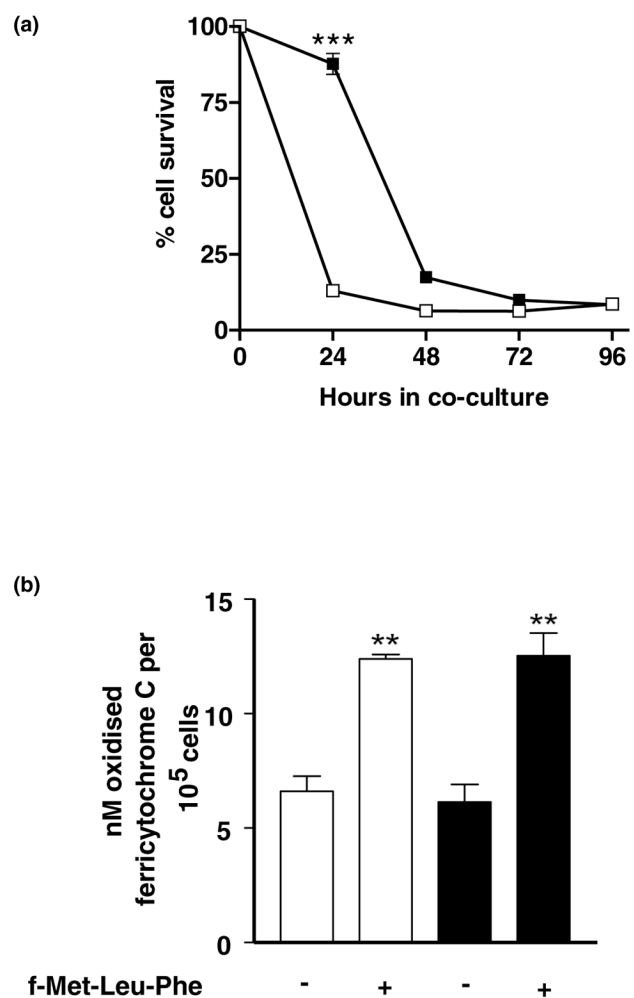 (a)
100
75
50
25
0
% cell survival
***
0 24 48 72 96
Hours in co-culture
(b)
15
10
5
0
nM oxidised
ferricytochrome C per
10⁵ cells
** **
f-Met-Leu-Phe - + - +